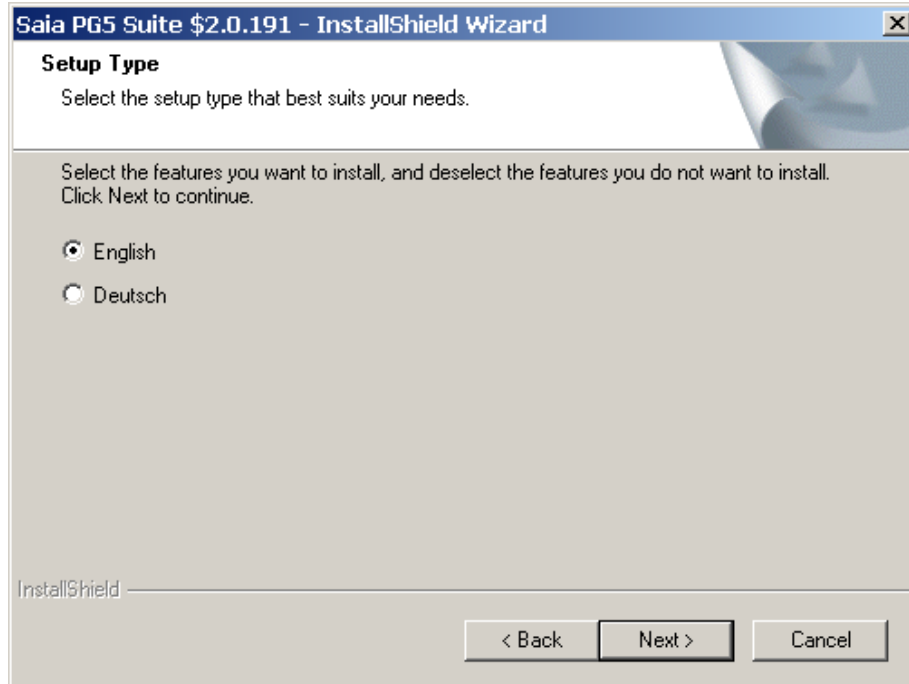 Saia PG5 Suite $2.0.191 - InstallShield Wizard
Setup Type
Select the setup type that best suits your needs.
Select the features you want to install, and deselect the features you do not want to install.
Click Next to continue.
English
Deutsch
InstallShield
< Back
Next >
Cancel